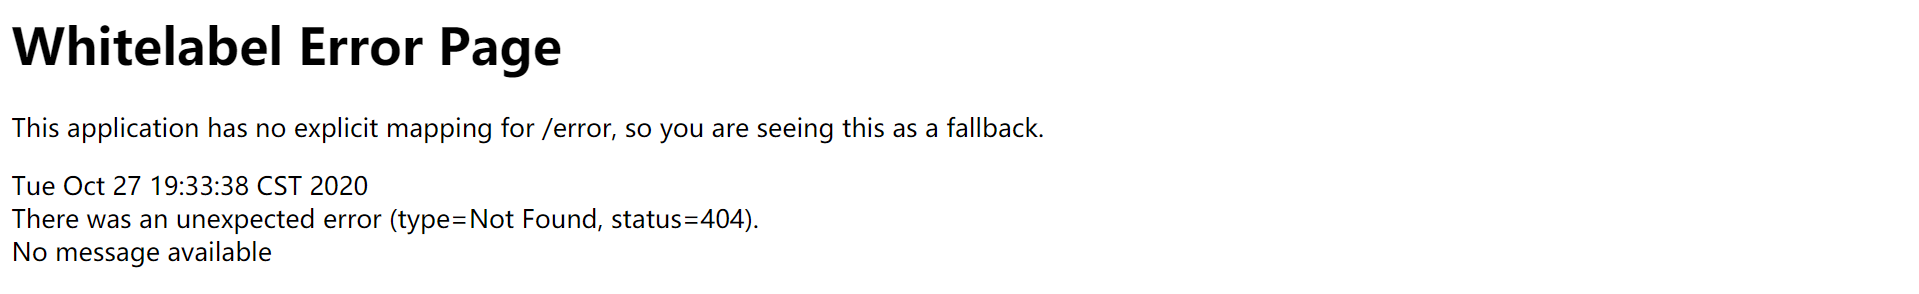 Whitelabel Error Page
This application has no explicit mapping for /error, so you are seeing this as a fallback.
Tue Oct 27 19:33:38 CST 2020
There was an unexpected error (type=Not Found, status=404).
No message available